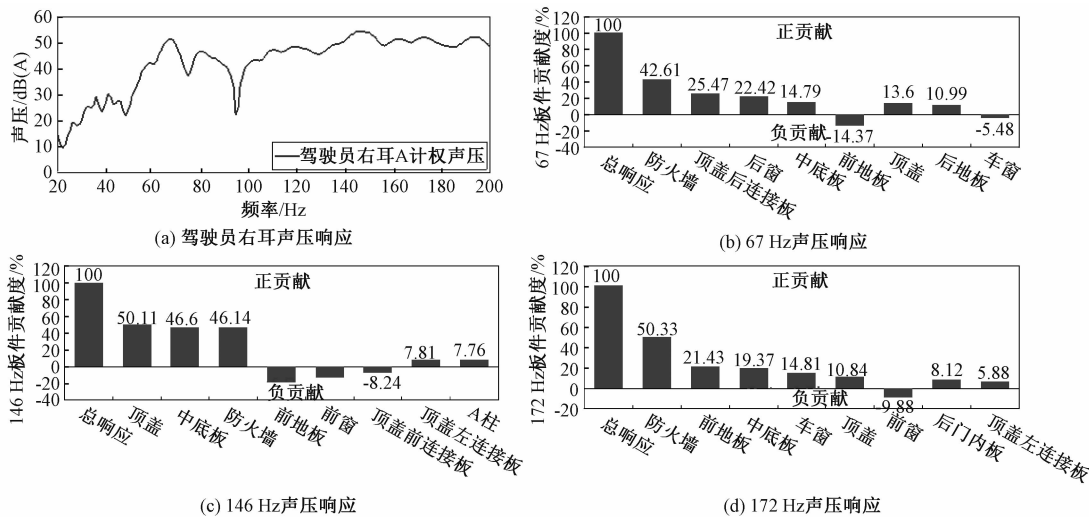 声压/dB(A)
60
50
40
30
20
10
0
驾驶员右耳A计权声压
20 40 60 80 100 120 140 160 180 200
频率/Hz
(a) 驾驶员右耳声压响应
67 Hz板件贡献度/%
120
100
80
60
40
20
0
-20
-40
正贡献
负贡献
100
42.61
25.47
22.42
14.79
-14.37
13.6
10.99
-5.48
总响应
防火墙
顶盖后连接板
后窗
中底板
前地板
顶盖
后地板
车窗
(b) 67 Hz声压响应
146 Hz板件贡献度/%
120
100
80
60
40
20
0
-20
-40
正贡献
负贡献
100
50.11
46.6
46.14
-8.24
7.81
7.76
总响应
顶盖
中底板
防火墙
前地板
前窗
顶盖前连接板
顶盖左连接板
A柱
(c) 146 Hz声压响应
172 Hz板件贡献度/%
120
100
80
60
40
20
0
-20
正贡献
负贡献
100
50.33
21.43
19.37
14.81
10.84
-9.88
8.12
5.88
总响应
防火墙
前地板
中底板
车窗
顶盖
前窗
后门内板
顶盖左连接板
(d) 172 Hz声压响应